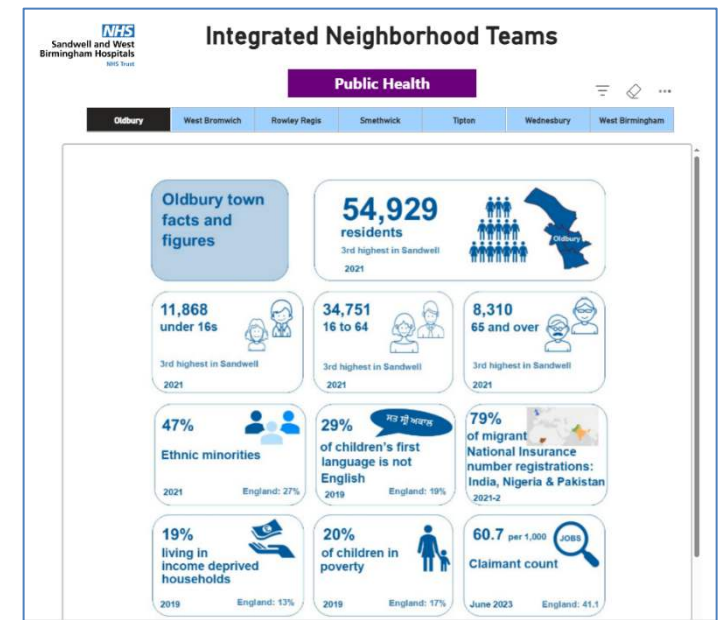 NHS
Sandwell and West
Birmingham Hospitals
NHS Trust
Integrated Neighborhood Teams
Public Health
Oldbury West Bromwich Rowley Regis Smethwick Tipton Wednesbury West Birmingham
Oldbury town
facts and
figures
54,929
residents
3rd highest in Sandwell
2021
Oldbury
11,868
under 16s
3rd highest in Sandwell
2021
34,751
16 to 64
3rd highest in Sandwell
2021
8,310
65 and over
3rd highest in Sandwell
2021
47%
Ethnic minorities
2021 England: 27%
29%
ਸਤ ਸ੍ਰੀ ਅਕਾਲ
of children's first
language is not
English
2019 England: 19%
79%
of migrant
National Insurance
number registrations:
India, Nigeria & Pakistan
2021-2
19%
living in
income deprived
households
2019 England: 13%
20%
of children in
poverty
2019 England: 17%
60.7 per 1,000
JOBS
Claimant count
June 2023 England: 41.1